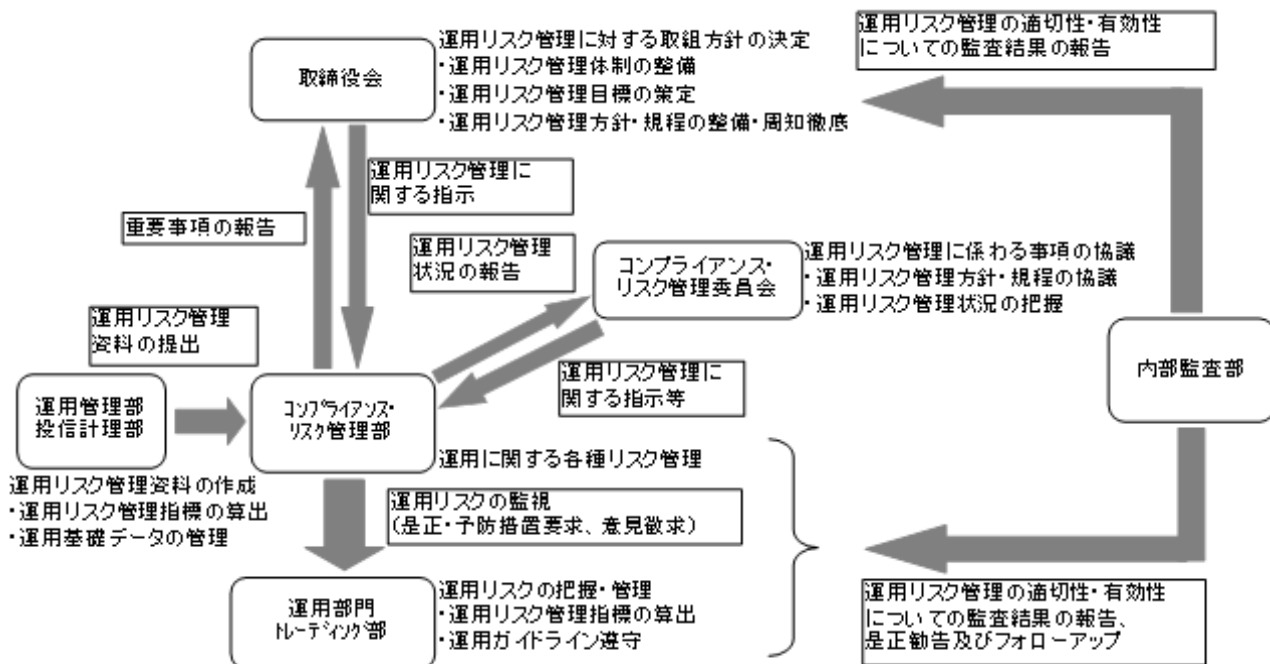 取締役会
運用リスク管理に対する取組方針の決定
・運用リスク管理体制の整備
・運用リスク管理目標の策定
・運用リスク管理方針・規程の整備・周知徹底
運用リスク管理の適切性・有効性
についての監査結果の報告
運用リスク管理に
関する指示
重要事項の報告
運用リスク管理
状況の報告
コンプライアンス・
リスク管理委員会
運用リスク管理に係わる事項の協議
・運用リスク管理方針・規程の協議
・運用リスク管理状況の把握
運用リスク管理
資料の提出
運用リスク管理に
関する指示等
内部監査部
運用管理部
投信計理部
コンプライアンス・
リスク管理部
運用に関する各種リスク管理
運用リスク管理資料の作成
・運用リスク管理指標の算出
・運用基礎データの管理
運用リスクの監視
(是正・予防措置要求、意見徴求)
運用部門
トレーディング部
運用リスクの把握・管理
・運用リスク管理指標の算出
・運用ガイドライン遵守
運用リスク管理の適切性・有効性
についての監査結果の報告、
是正勧告及びフォローアップ